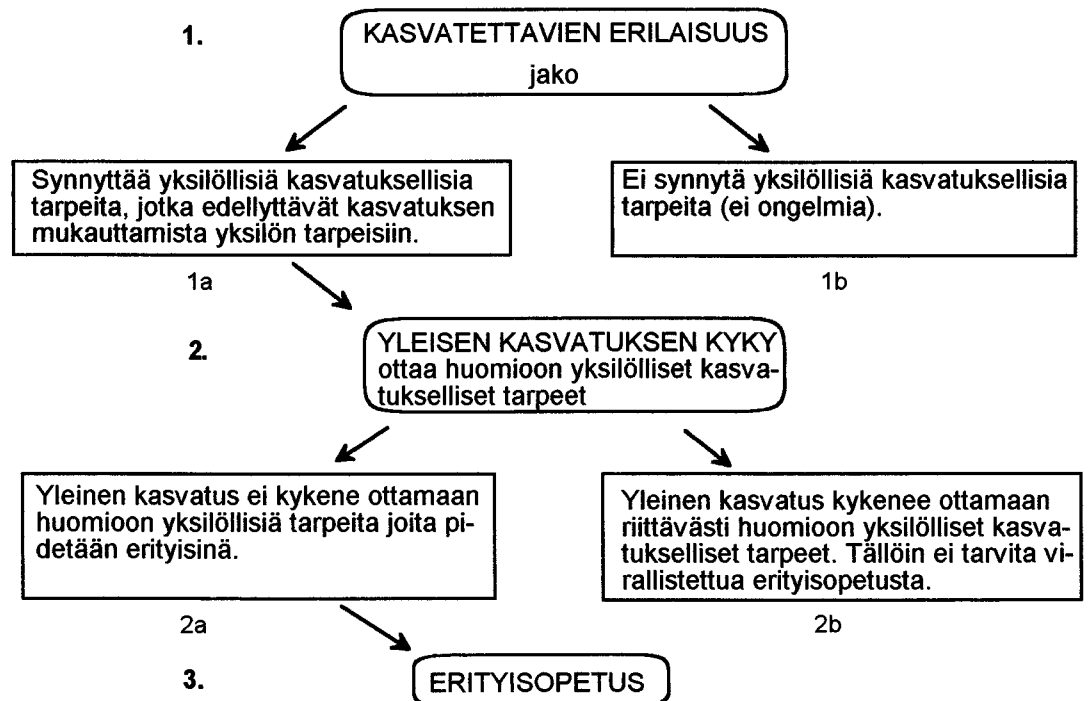 1.
KASVATETTAVIEN ERILAISUUS
jako
Synnyttää yksilöllisiä kasvatuksellisia
tarpeita, jotka edellyttävät kasvatuksen
mukauttamista yksilön tarpeisiin.
1a
Ei synnytä yksilöllisiä kasvatuksellisia
tarpeita (ei ongelmia).
1b
2.
YLEISEN KASVATUKSEN KYKY
ottaa huomioon yksilölliset kasva-
tukselliset tarpeet
Yleinen kasvatus ei kykene ottamaan
huomioon yksilöllisiä tarpeita joita pi-
detään erityisinä.
2a
Yleinen kasvatus kykenee ottamaan
riittävästi huomioon yksilölliset kasva-
tukselliset tarpeet. Tällöin ei tarvita vi-
rallistettua erityisopetusta.
2b
3.
ERITYISOPETUS